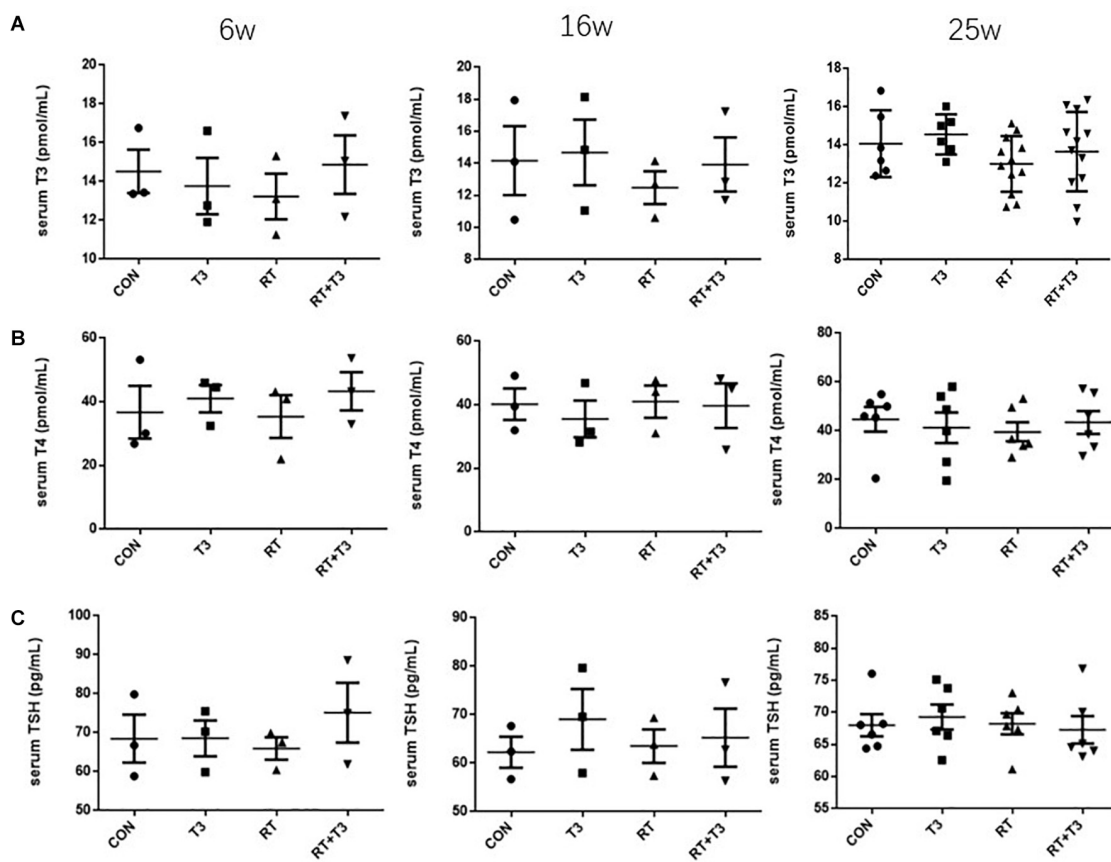 A
6w
16w
25w
serum T3 (pmol/mL)
20
18
16
14
12
10
CON
T3
RT
RT+T3
serum T3 (pmol/mL)
20
18
16
14
12
10
8
CON
T3
RT
RT+T3
serum T3 (pmol/mL)
18
16
14
12
10
8
CON
T3
RT
RT+T3
B
serum T4 (pmol/mL)
60
40
20
0
CON
T3
RT
RT+T3
serum T4 (pmol/mL)
60
40
20
0
CON
T3
RT
RT+T3
serum T4 (pmol/mL)
80
60
40
20
0
CON
T3
RT
RT+T3
C
serum TSH (pg/mL)
100
90
80
70
60
50
CON
T3
RT
RT+T3
serum TSH (pg/mL)
90
80
70
60
50
CON
T3
RT
RT+T3
serum TSH (pg/mL)
85
80
75
70
65
60
55
CON
T3
RT
RT+T3